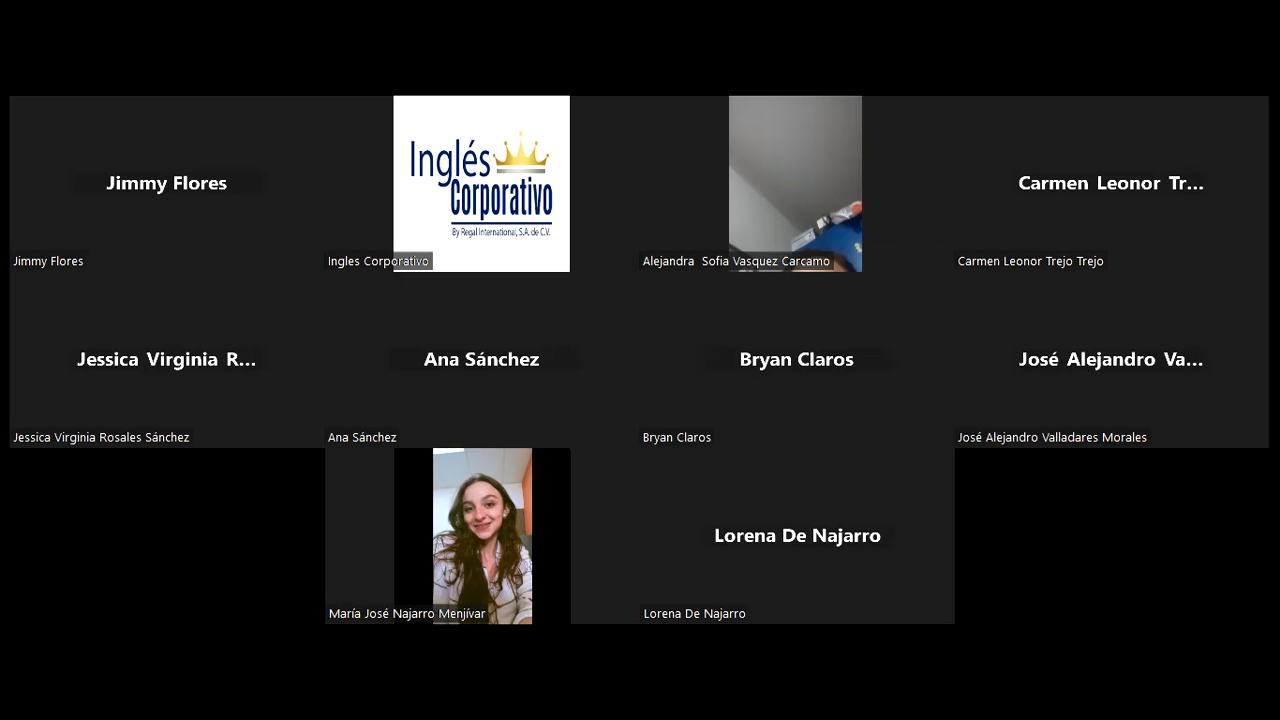 Jimmy Flores
Jimmy Flores
Inglés
Corporativo
By Regal International, S.A. de C.V.
Ingles Corporativo
Alejandra Sofia Vasquez Carcamo
Carmen Leonor Tr...
Carmen Leonor Trejo Trejo
Jessica Virginia R...
Jessica Virginia Rosales Sánchez
Ana Sánchez
Ana Sánchez
Bryan Claros
Bryan Claros
José Alejandro Va...
José Alejandro Valladares Morales
María José Najarro Menjívar
Lorena De Najarro
Lorena De Najarro